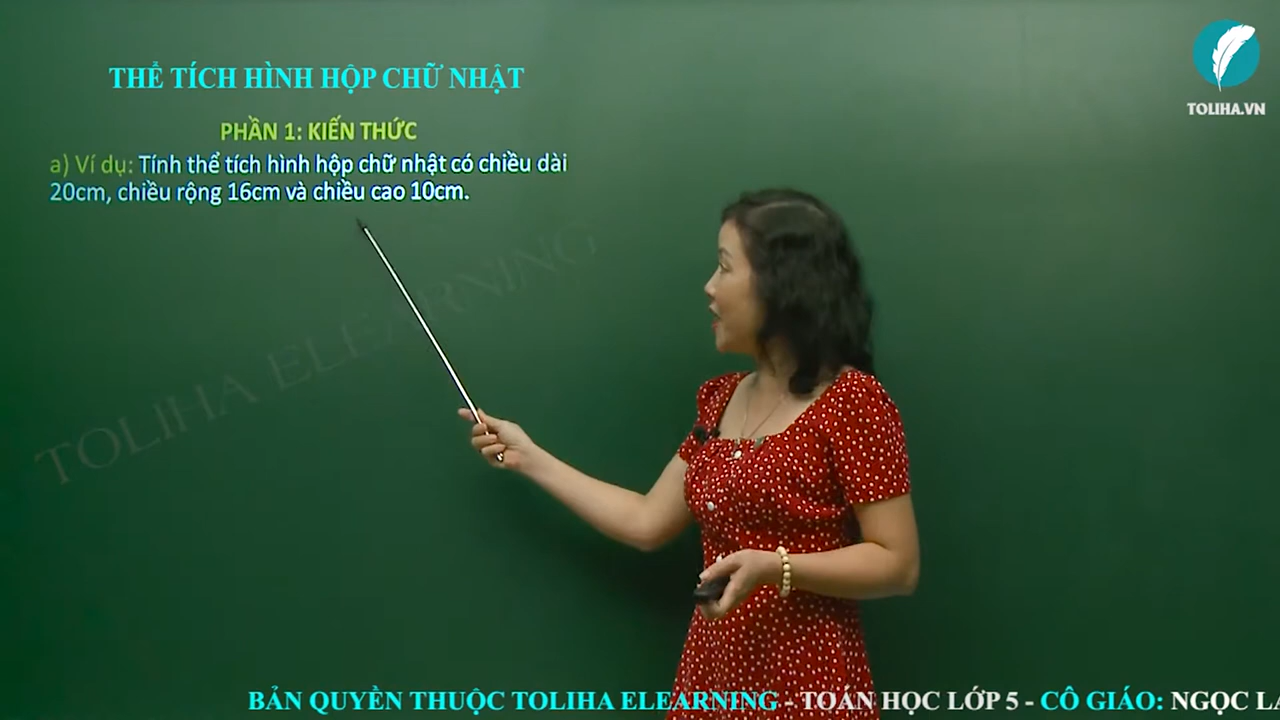 THỂ TÍCH HÌNH HỘP CHỮ NHẬT
TOLIHA.VN
PHẦN 1: KIẾN THỨC
a) Ví dụ: Tính thể tích hình hộp chữ nhật có chiều dài
20cm, chiều rộng 16cm và chiều cao 10cm.
TOLIHA ELEARNING
BẢN QUYỀN THUỘC TOLIHA ELEARNING - TOÁN HỌC LỚP 5 - CÔ GIÁO: NGỌC